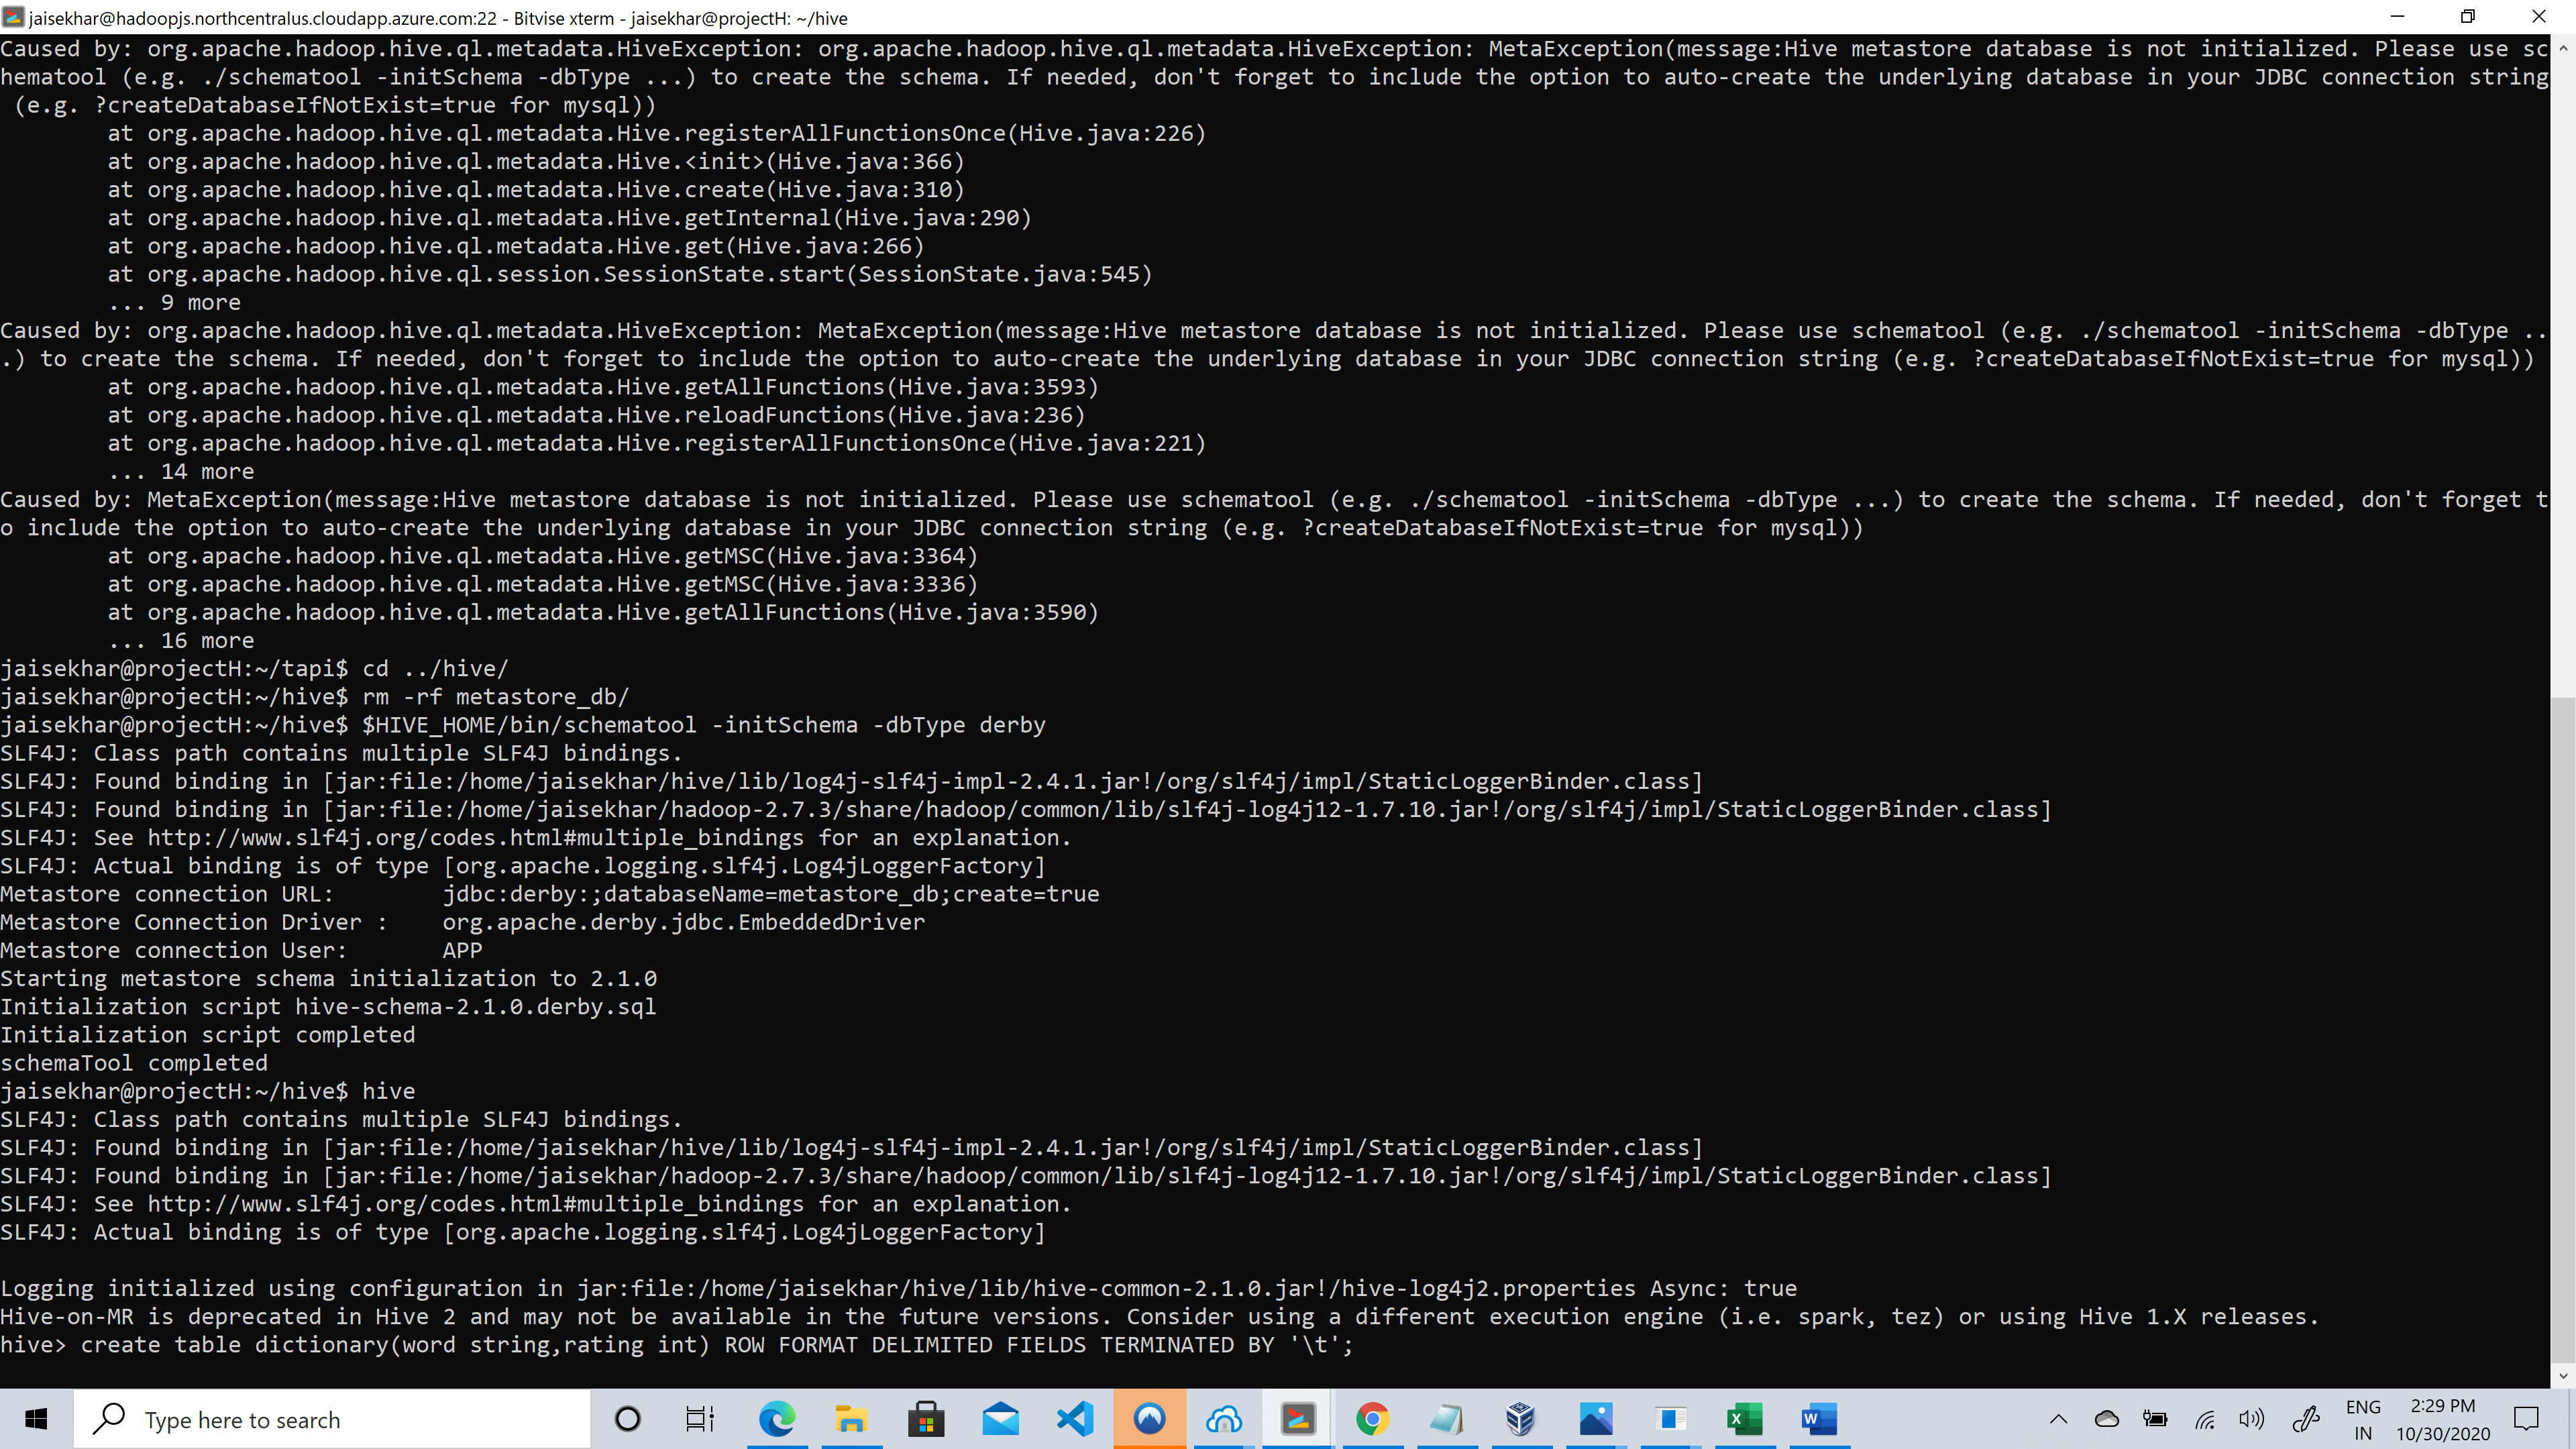 jaisekhar@hadoopjs.northcentralus.cloudapp.azure.com:22 - Bitvise xterm - jaisekhar@projectH: ~/hive
Caused by: org.apache.hadoop.hive.ql.metadata.HiveException: org.apache.hadoop.hive.ql.metadata.HiveException: MetaException(message:Hive metastore database is not initialized. Please use sc
hematool (e.g. ./schematool -initSchema -dbType ...) to create the schema. If needed, don't forget to include the option to auto-create the underlying database in your JDBC connection string
 (e.g. ?createDatabaseIfNotExist=true for mysql))
        at org.apache.hadoop.hive.ql.metadata.Hive.registerAllFunctionsOnce(Hive.java:226)
        at org.apache.hadoop.hive.ql.metadata.Hive.<init>(Hive.java:366)
        at org.apache.hadoop.hive.ql.metadata.Hive.create(Hive.java:310)
        at org.apache.hadoop.hive.ql.metadata.Hive.getInternal(Hive.java:290)
        at org.apache.hadoop.hive.ql.metadata.Hive.get(Hive.java:266)
        at org.apache.hadoop.hive.ql.session.SessionState.start(SessionState.java:545)
        ... 9 more
Caused by: org.apache.hadoop.hive.ql.metadata.HiveException: MetaException(message:Hive metastore database is not initialized. Please use schematool (e.g. ./schematool -initSchema -dbType ..
.) to create the schema. If needed, don't forget to include the option to auto-create the underlying database in your JDBC connection string (e.g. ?createDatabaseIfNotExist=true for mysql))
        at org.apache.hadoop.hive.ql.metadata.Hive.getAllFunctions(Hive.java:3593)
        at org.apache.hadoop.hive.ql.metadata.Hive.reloadFunctions(Hive.java:236)
        at org.apache.hadoop.hive.ql.metadata.Hive.registerAllFunctionsOnce(Hive.java:221)
        ... 14 more
Caused by: MetaException(message:Hive metastore database is not initialized. Please use schematool (e.g. ./schematool -initSchema -dbType ...) to create the schema. If needed, don't forget t
o include the option to auto-create the underlying database in your JDBC connection string (e.g. ?createDatabaseIfNotExist=true for mysql))
        at org.apache.hadoop.hive.ql.metadata.Hive.getMSC(Hive.java:3364)
        at org.apache.hadoop.hive.ql.metadata.Hive.getMSC(Hive.java:3336)
        at org.apache.hadoop.hive.ql.metadata.Hive.getAllFunctions(Hive.java:3590)
        ... 16 more
jaisekhar@projectH:~/tapi$ cd ../hive/
jaisekhar@projectH:~/hive$ rm -rf metastore_db/
jaisekhar@projectH:~/hive$ $HIVE_HOME/bin/schematool -initSchema -dbType derby
SLF4J: Class path contains multiple SLF4J bindings.
SLF4J: Found binding in [jar:file:/home/jaisekhar/hive/lib/log4j-slf4j-impl-2.4.1.jar!/org/slf4j/impl/StaticLoggerBinder.class]
SLF4J: Found binding in [jar:file:/home/jaisekhar/hadoop-2.7.3/share/hadoop/common/lib/slf4j-log4j12-1.7.10.jar!/org/slf4j/impl/StaticLoggerBinder.class]
SLF4J: See http://www.slf4j.org/codes.html#multiple_bindings for an explanation.
SLF4J: Actual binding is of type [org.apache.logging.slf4j.Log4jLoggerFactory]
Metastore connection URL:        jdbc:derby:;databaseName=metastore_db;create=true
Metastore Connection Driver :    org.apache.derby.jdbc.EmbeddedDriver
Metastore connection User:       APP
Starting metastore schema initialization to 2.1.0
Initialization script hive-schema-2.1.0.derby.sql
Initialization script completed
schemaTool completed
jaisekhar@projectH:~/hive$ hive
SLF4J: Class path contains multiple SLF4J bindings.
SLF4J: Found binding in [jar:file:/home/jaisekhar/hive/lib/log4j-slf4j-impl-2.4.1.jar!/org/slf4j/impl/StaticLoggerBinder.class]
SLF4J: Found binding in [jar:file:/home/jaisekhar/hadoop-2.7.3/share/hadoop/common/lib/slf4j-log4j12-1.7.10.jar!/org/slf4j/impl/StaticLoggerBinder.class]
SLF4J: See http://www.slf4j.org/codes.html#multiple_bindings for an explanation.
SLF4J: Actual binding is of type [org.apache.logging.slf4j.Log4jLoggerFactory]

Logging initialized using configuration in jar:file:/home/jaisekhar/hive/lib/hive-common-2.1.0.jar!/hive-log4j2.properties Async: true
Hive-on-MR is deprecated in Hive 2 and may not be available in the future versions. Consider using a different execution engine (i.e. spark, tez) or using Hive 1.X releases.
hive> create table dictionary(word string,rating int) ROW FORMAT DELIMITED FIELDS TERMINATED BY '\t';
Type here to search
ENG
IN
2:29 PM
10/30/2020